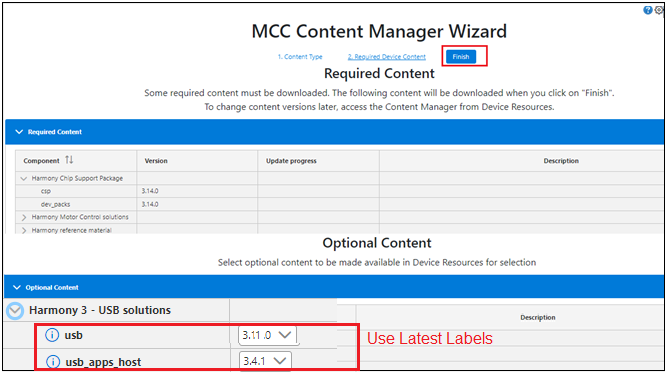 MCC Content Manager Wizard
1. Content Type 2. Required Device Content Finish
Required Content
Some required content must be downloaded. The following content will be downloaded when you click on "Finish".
To change content versions later, access the Content Manager from Device Resources.
Required Content
Component Version Update progress Description
Harmony Chip Support Package
csp 3.14.0
dev_packs 3.14.0
Harmony Motor Control solutions
Harmony reference material
Optional Content
Select optional content to be made available in Device Resources for selection
Optional Content
Harmony 3 - USB solutions Description
usb 3.11.0 Use Latest Labels
usb_apps_host 3.4.1